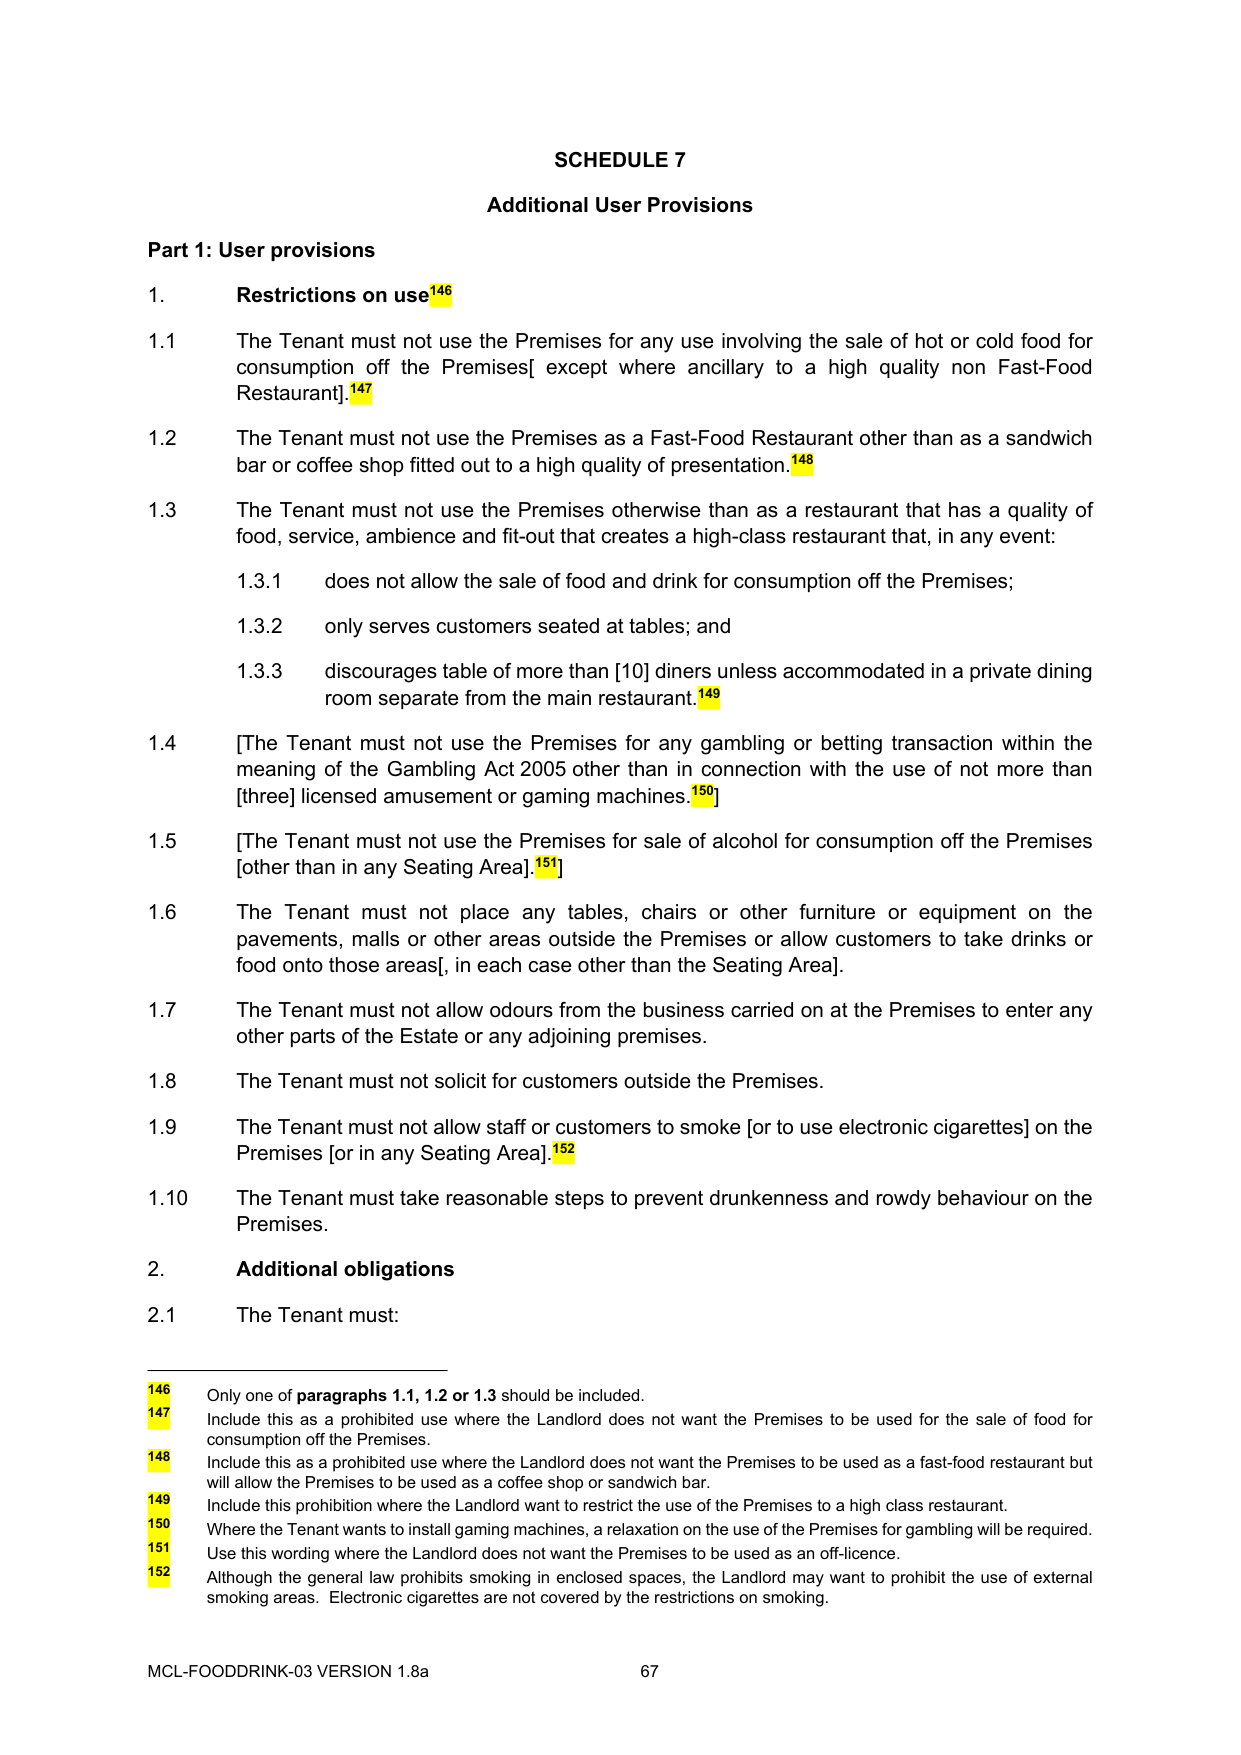 SCHEDULE 7
Additional User Provisions
Part 1: User provisions
1. Restrictions on use146
1.1 The Tenant must not use the Premises for any use involving the sale of hot or cold food for
consumption off the Premises[ except where ancillary to a high quality non Fast-Food
Restaurant].147
1.2 The Tenant must not use the Premises as a Fast-Food Restaurant other than as a sandwich
bar or coffee shop fitted out to a high quality of presentation.148
1.3 The Tenant must not use the Premises otherwise than as a restaurant that has a quality of
food, service, ambience and fit-out that creates a high-class restaurant that, in any event:
1.3.1 does not allow the sale of food and drink for consumption off the Premises;
1.3.2 only serves customers seated at tables; and
1.3.3 discourages table of more than [10] diners unless accommodated in a private dining
room separate from the main restaurant.149
1.4 [The Tenant must not use the Premises for any gambling or betting transaction within the
meaning of the Gambling Act 2005 other than in connection with the use of not more than
[three] licensed amusement or gaming machines.150]
1.5 [The Tenant must not use the Premises for sale of alcohol for consumption off the Premises
[other than in any Seating Area].151]
1.6 The Tenant must not place any tables, chairs or other furniture or equipment on the
pavements, malls or other areas outside the Premises or allow customers to take drinks or
food onto those areas[, in each case other than the Seating Area].
1.7 The Tenant must not allow odours from the business carried on at the Premises to enter any
other parts of the Estate or any adjoining premises.
1.8 The Tenant must not solicit for customers outside the Premises.
1.9 The Tenant must not allow staff or customers to smoke [or to use electronic cigarettes] on the
Premises [or in any Seating Area].152
1.10 The Tenant must take reasonable steps to prevent drunkenness and rowdy behaviour on the
Premises.
2. Additional obligations
2.1 The Tenant must:
146 Only one of paragraphs 1.1, 1.2 or 1.3 should be included.
147 Include this as a prohibited use where the Landlord does not want the Premises to be used for the sale of food for
consumption off the Premises.
148 Include this as a prohibited use where the Landlord does not want the Premises to be used as a fast-food restaurant but
will allow the Premises to be used as a coffee shop or sandwich bar.
149 Include this prohibition where the Landlord want to restrict the use of the Premises to a high class restaurant.
150 Where the Tenant wants to install gaming machines, a relaxation on the use of the Premises for gambling will be required.
151 Use this wording where the Landlord does not want the Premises to be used as an off-licence.
152 Although the general law prohibits smoking in enclosed spaces, the Landlord may want to prohibit the use of external
smoking areas. Electronic cigarettes are not covered by the restrictions on smoking.
MCL-FOODDRINK-03 VERSION 1.8a 67